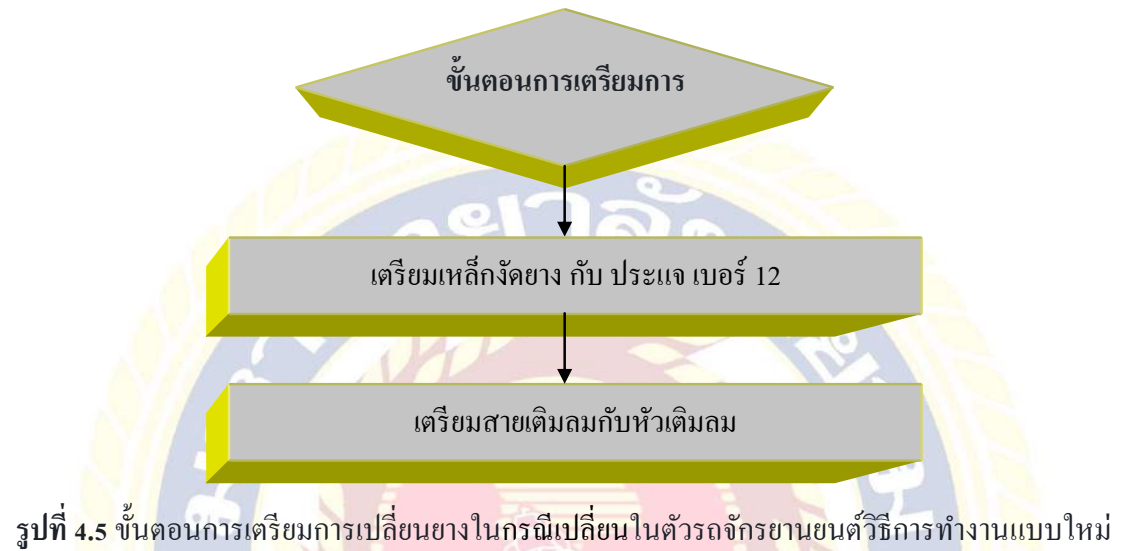 ขั้นตอนการเตรียมการ
เตรียมเหล็กงัดยาง กับ ประแจ เบอร์ 12
เตรียมสายเติมลมกับหัวเติมลม
รูปที่ 4.5 ขั้นตอนการเตรียมการเปลี่ยนยางในกรณีเปลี่ยนในตัวรถจักรยานยนต์วิธีการทำงานแบบใหม่